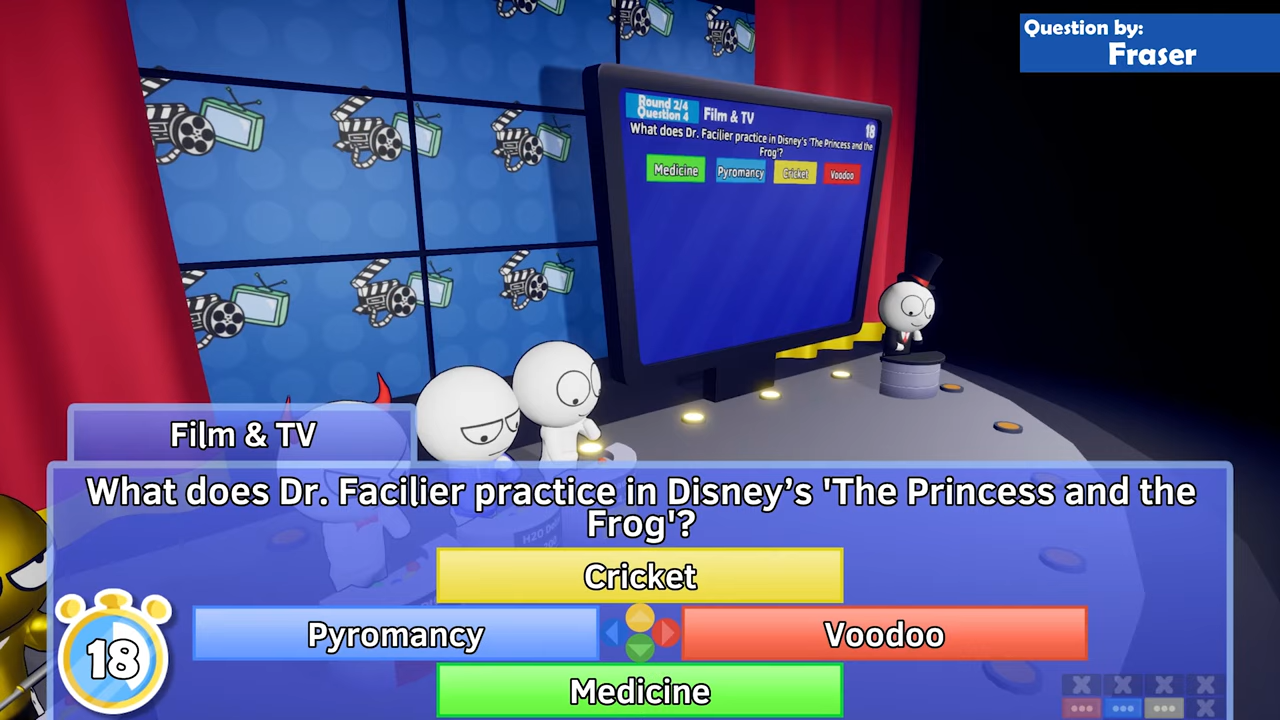 Question by:
Fraser
Round 2/4
Question 4
Film & TV
18
What does Dr. Facilier practice in Disney's 'The Princess and the
Frog'?
Medicine
Pyromancy
Cricket
Voodoo
Film & TV
What does Dr. Facilier practice in Disney’s 'The Princess and the
Frog'?
Cricket
Pyromancy
Voodoo
Medicine
18